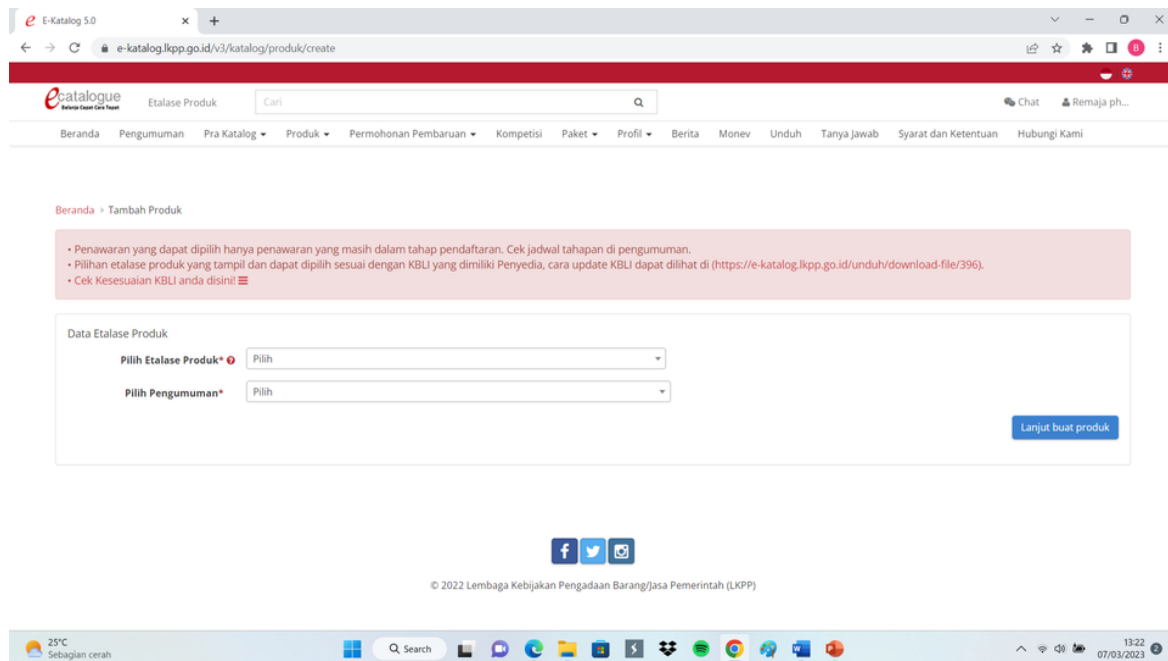 E-Katalog 5.0
e-katalog.lkpp.go.id/v3/katalog/produk/create
B
ecatalogue
Belanja Cepat Cara Tepat
Etalase Produk
Cari
Chat
Remaja ph...
Beranda Pengumuman Pra Katalog Produk Permohonan Pembaruan Kompetisi Paket Profil Berita Monev Unduh Tanya Jawab Syarat dan Ketentuan Hubungi Kami
Beranda > Tambah Produk
• Penawaran yang dapat dipilih hanya penawaran yang masih dalam tahap pendaftaran. Cek jadwal tahapan di pengumuman.
• Pilihan etalase produk yang tampil dan dapat dipilih sesuai dengan KBLI yang dimiliki Penyedia, cara update KBLI dapat dilihat di (https://e-katalog.lkpp.go.id/unduh/download-file/396).
• Cek Kesesuaian KBLI anda disini!
Data Etalase Produk
Pilih Etalase Produk* Pilih
Pilih Pengumuman* Pilih
Lanjut buat produk
© 2022 Lembaga Kebijakan Pengadaan Barang/Jasa Pemerintah (LKPP)
25°C
Sebagian cerah
Search
13:22
07/03/2023
2